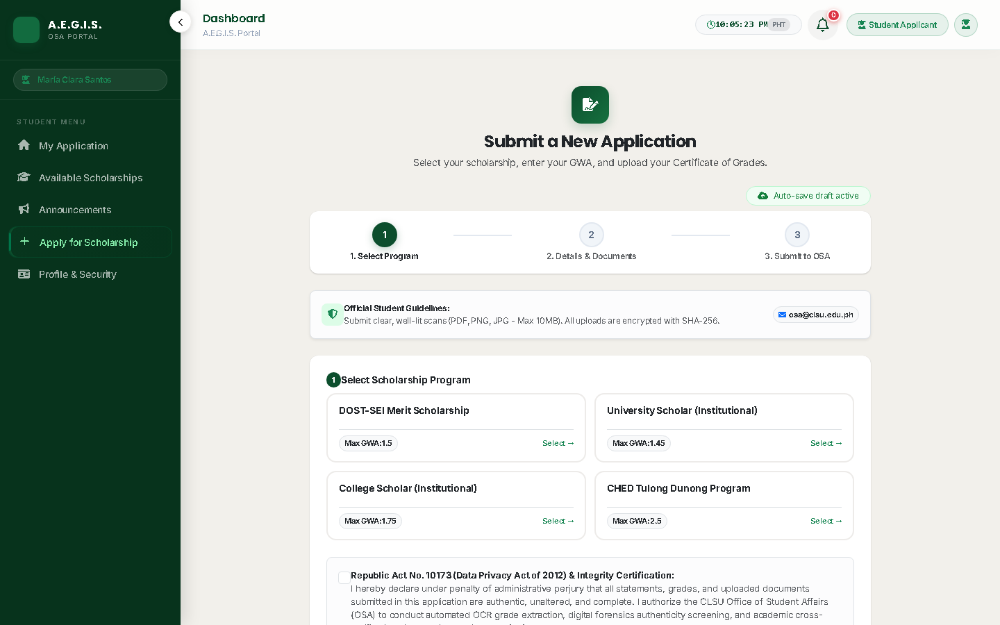 A.E.G.I.S.
OSA PORTAL
Maria Clara Santos
STUDENT MENU
My Application
Available Scholarships
Announcements
Apply for Scholarship
Profile & Security
Dashboard
A.E.G.I.S. Portal
10:05:23 PM PHT
0
Student Applicant
Submit a New Application
Select your scholarship, enter your GWA, and upload your Certificate of Grades.
Auto-save draft active
1
2
3
1. Select Program
2. Details & Documents
3. Submit to OSA
Official Student Guidelines:
Submit clear, well-lit scans (PDF, PNG, JPG - Max 10MB). All uploads are encrypted with SHA-256.
osa@clsu.edu.ph
1 Select Scholarship Program
DOST-SEI Merit Scholarship
Max GWA: 1.5
Select →
University Scholar (Institutional)
Max GWA: 1.45
Select →
College Scholar (Institutional)
Max GWA: 1.75
Select →
CHED Tulong Dunong Program
Max GWA: 2.5
Select →
Republic Act No. 10173 (Data Privacy Act of 2012) & Integrity Certification:
I hereby declare under penalty of administrative perjury that all statements, grades, and uploaded documents
submitted in this application are authentic, unaltered, and complete. I authorize the CLSU Office of Student Affairs
(OSA) to conduct automated OCR grade extraction, digital forensics authenticity screening, and academic cross-